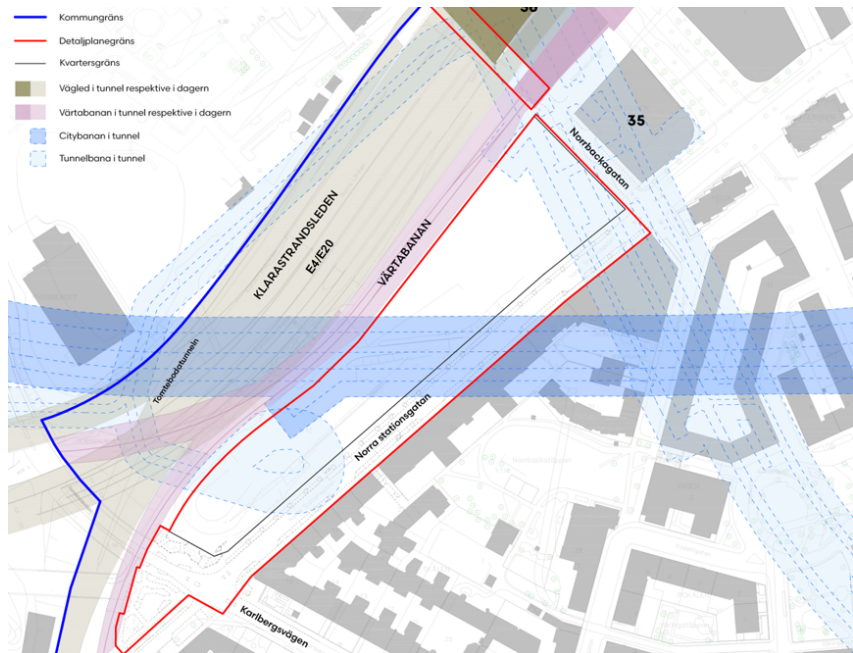 Kommungräns
Detaljplanegräns
Kvartersgräns
Vägled i tunnel respektive i dagern
Värtabanan i tunnel respektive i dagern
Citybanan i tunnel
Tunnelbana i tunnel
35
Norrbackagatan
KLARASTRANDSLEDEN
E4/E20
VÄRTABANAN
Tomtebodatunneln
Norra stationsgatan
Karlbergsvägen